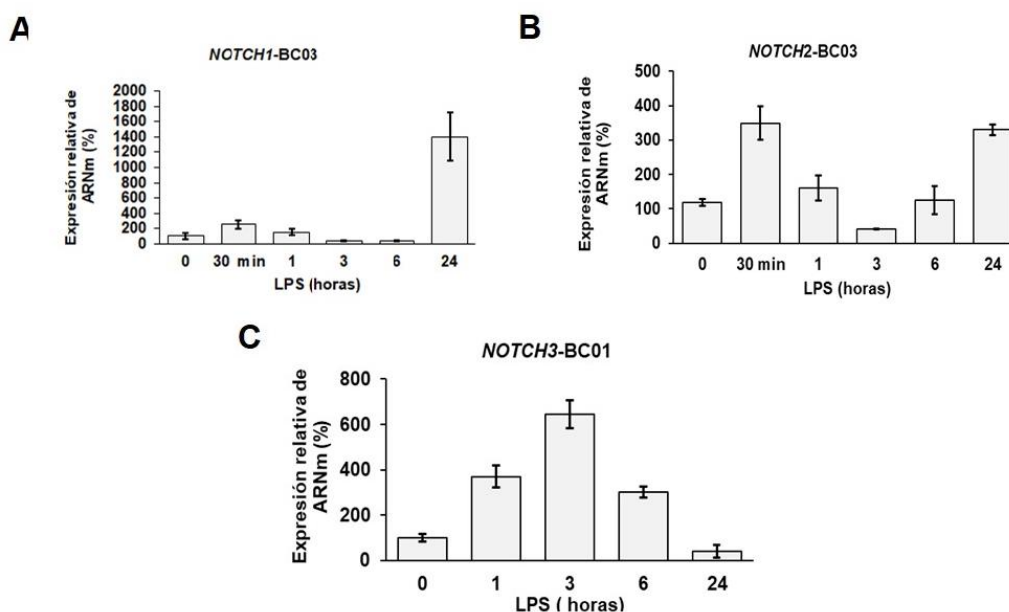 A
NOTCH1-BC03
Expresión relativa de
ARNm (%)
2000
1800
1600
1400
1200
1000
800
600
400
200
0
0 30 min 1 3 6 24
LPS (horas)
B
NOTCH2-BC03
Expresión relativa de
ARNm (%)
500
400
300
200
100
0
0 30 min 1 3 6 24
LPS (horas)
C
NOTCH3-BC01
Expresión relativa de
ARNm (%)
800
600
400
200
0
0 1 3 6 24
LPS ( horas)